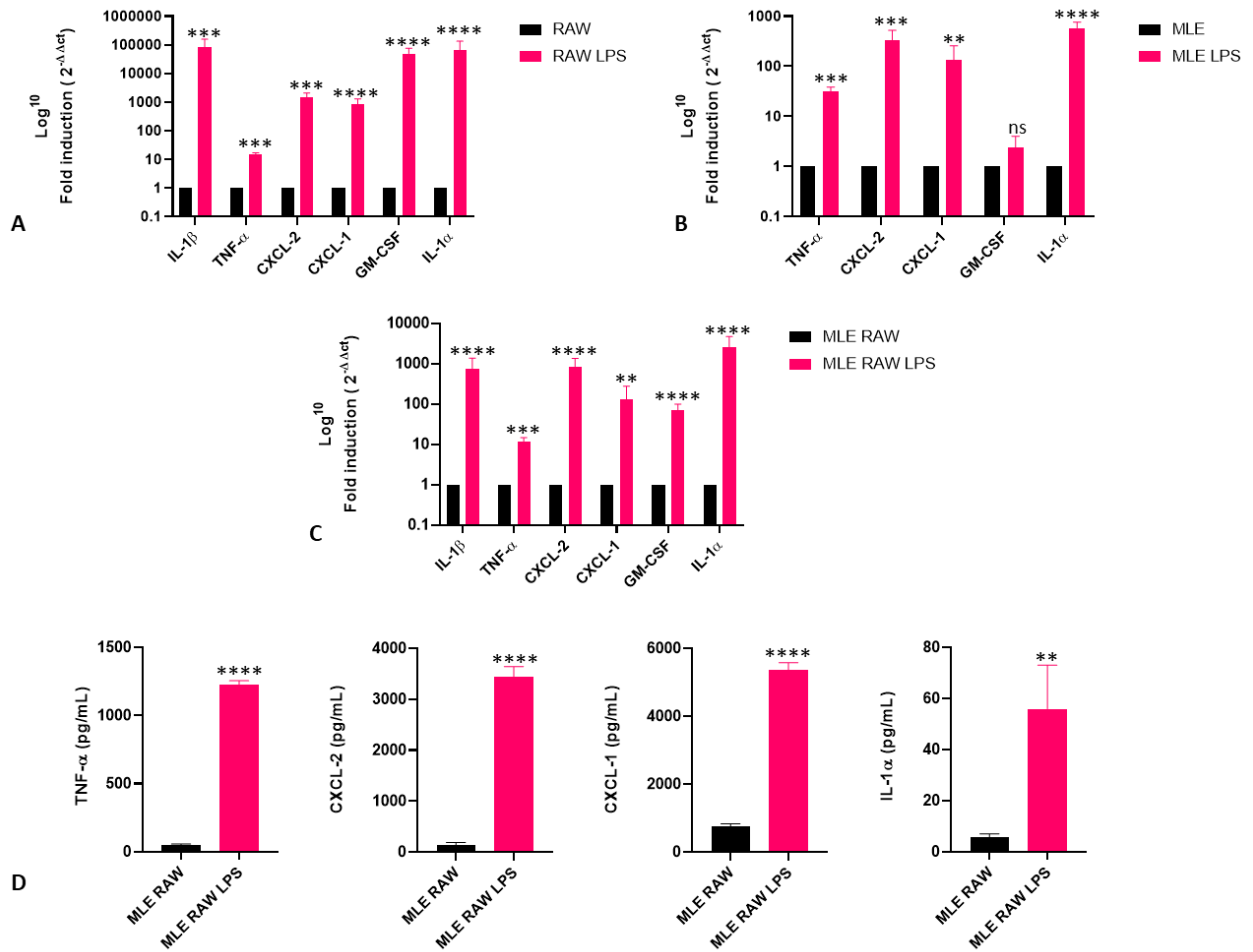 1000000
100000
10000
1000
100
10
1
0.1
Log10
Fold induction ( 2-Δ Δct)
***
***
***
****
****
****
RAW
RAW LPS
IL-1β
TNF-α
CXCL-2
CXCL-1
GM-CSF
IL-1α
A
1000
100
10
1
0.1
Log10
Fold induction ( 2-Δ Δct)
***
***
**
ns
****
MLE
MLE LPS
TNF-α
CXCL-2
CXCL-1
GM-CSF
IL-1α
B
10000
1000
100
10
1
0.1
Log10
Fold induction ( 2-Δ Δct)
****
***
****
**
****
****
MLE RAW
MLE RAW LPS
IL-1β
TNF-α
CXCL-2
CXCL-1
GM-CSF
IL-1α
C
1500
1000
500
0
TNF-α (pg/mL)
****
MLE RAW
MLE RAW LPS
4000
3000
2000
1000
0
CXCL-2 (pg/mL)
****
MLE RAW
MLE RAW LPS
6000
4000
2000
0
CXCL-1 (pg/mL)
****
MLE RAW
MLE RAW LPS
80
60
40
20
0
IL-1α (pg/mL)
**
MLE RAW
MLE RAW LPS
D